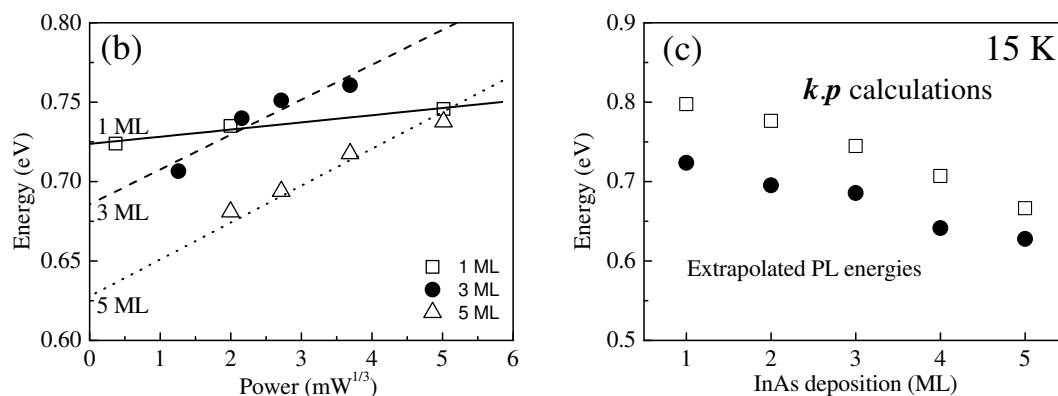 (b)
0.80
0.75
0.70
0.65
0.60
Energy (eV)
1 ML
3 ML
5 ML
1 ML
3 ML
5 ML
0 1 2 3 4 5 6
Power (mW^1/3)
(c)
15 K
k.p calculations
0.9
0.8
0.7
0.6
0.5
Energy (eV)
Extrapolated PL energies
1 2 3 4 5
InAs deposition (ML)